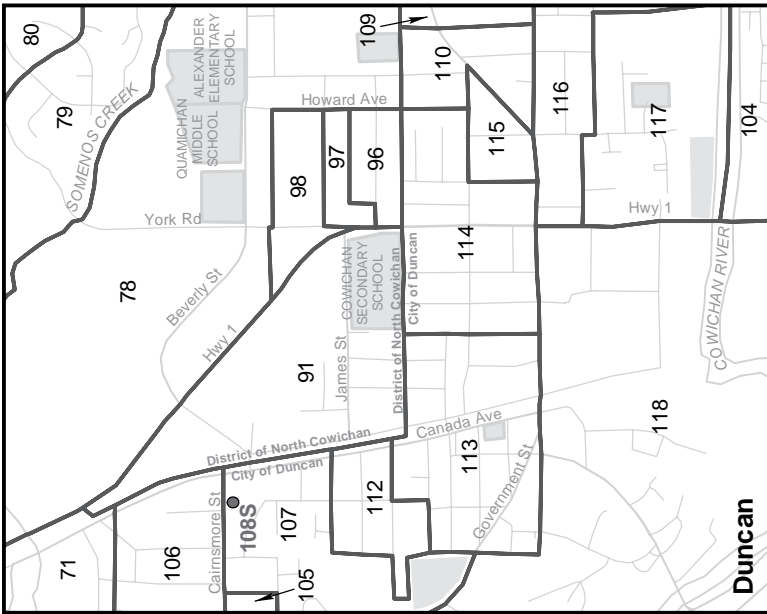 80
79
SOMENOS CREEK
ALEXANDER
ELEMENTARY
SCHOOL
QUAMICHAN
MIDDLE
SCHOOL
109
110
Howard Ave
98
97
96
115
116
117
104
York Rd
Hwy 1
78
Beverly St
Hwy 1
COWICHAN
SECONDARY
SCHOOL
114
COWICHAN RIVER
91
James St
District of North Cowichan
City of Duncan
District of North Cowichan
City of Duncan
Canada Ave
113
118
Government St
71
106
Cairnsmore St
108S
107
112
105
Duncan